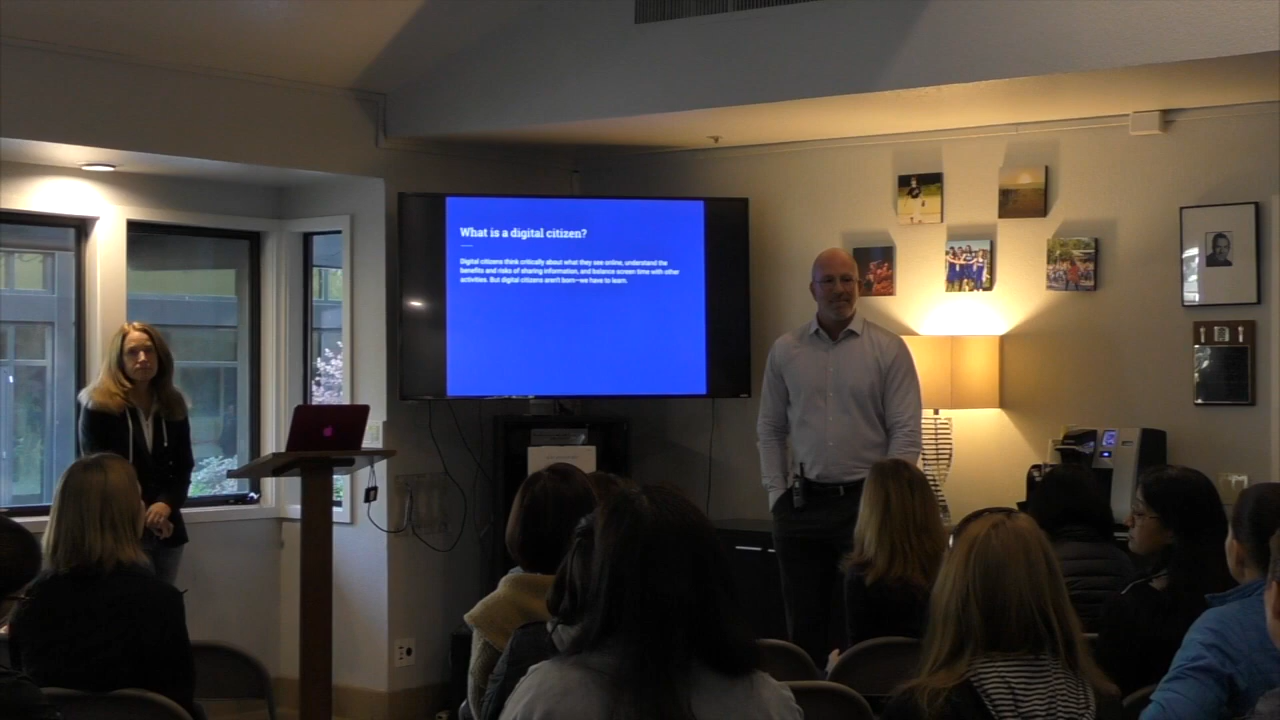 What is a digital citizen?
Digital citizens think critically about what they see online, understand the
benefits and risks of sharing information, and balance screen time with other
activities. But digital citizens aren't born—we have to learn.